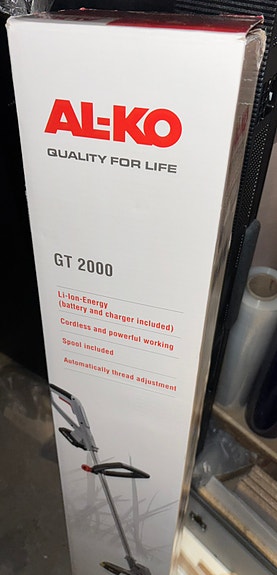 AL-KO
QUALITY FOR LIFE
GT 2000
Li-Ion-Energy
(battery and charger included)
Cordless and powerful working
Spool included
Automatically thread adjustment